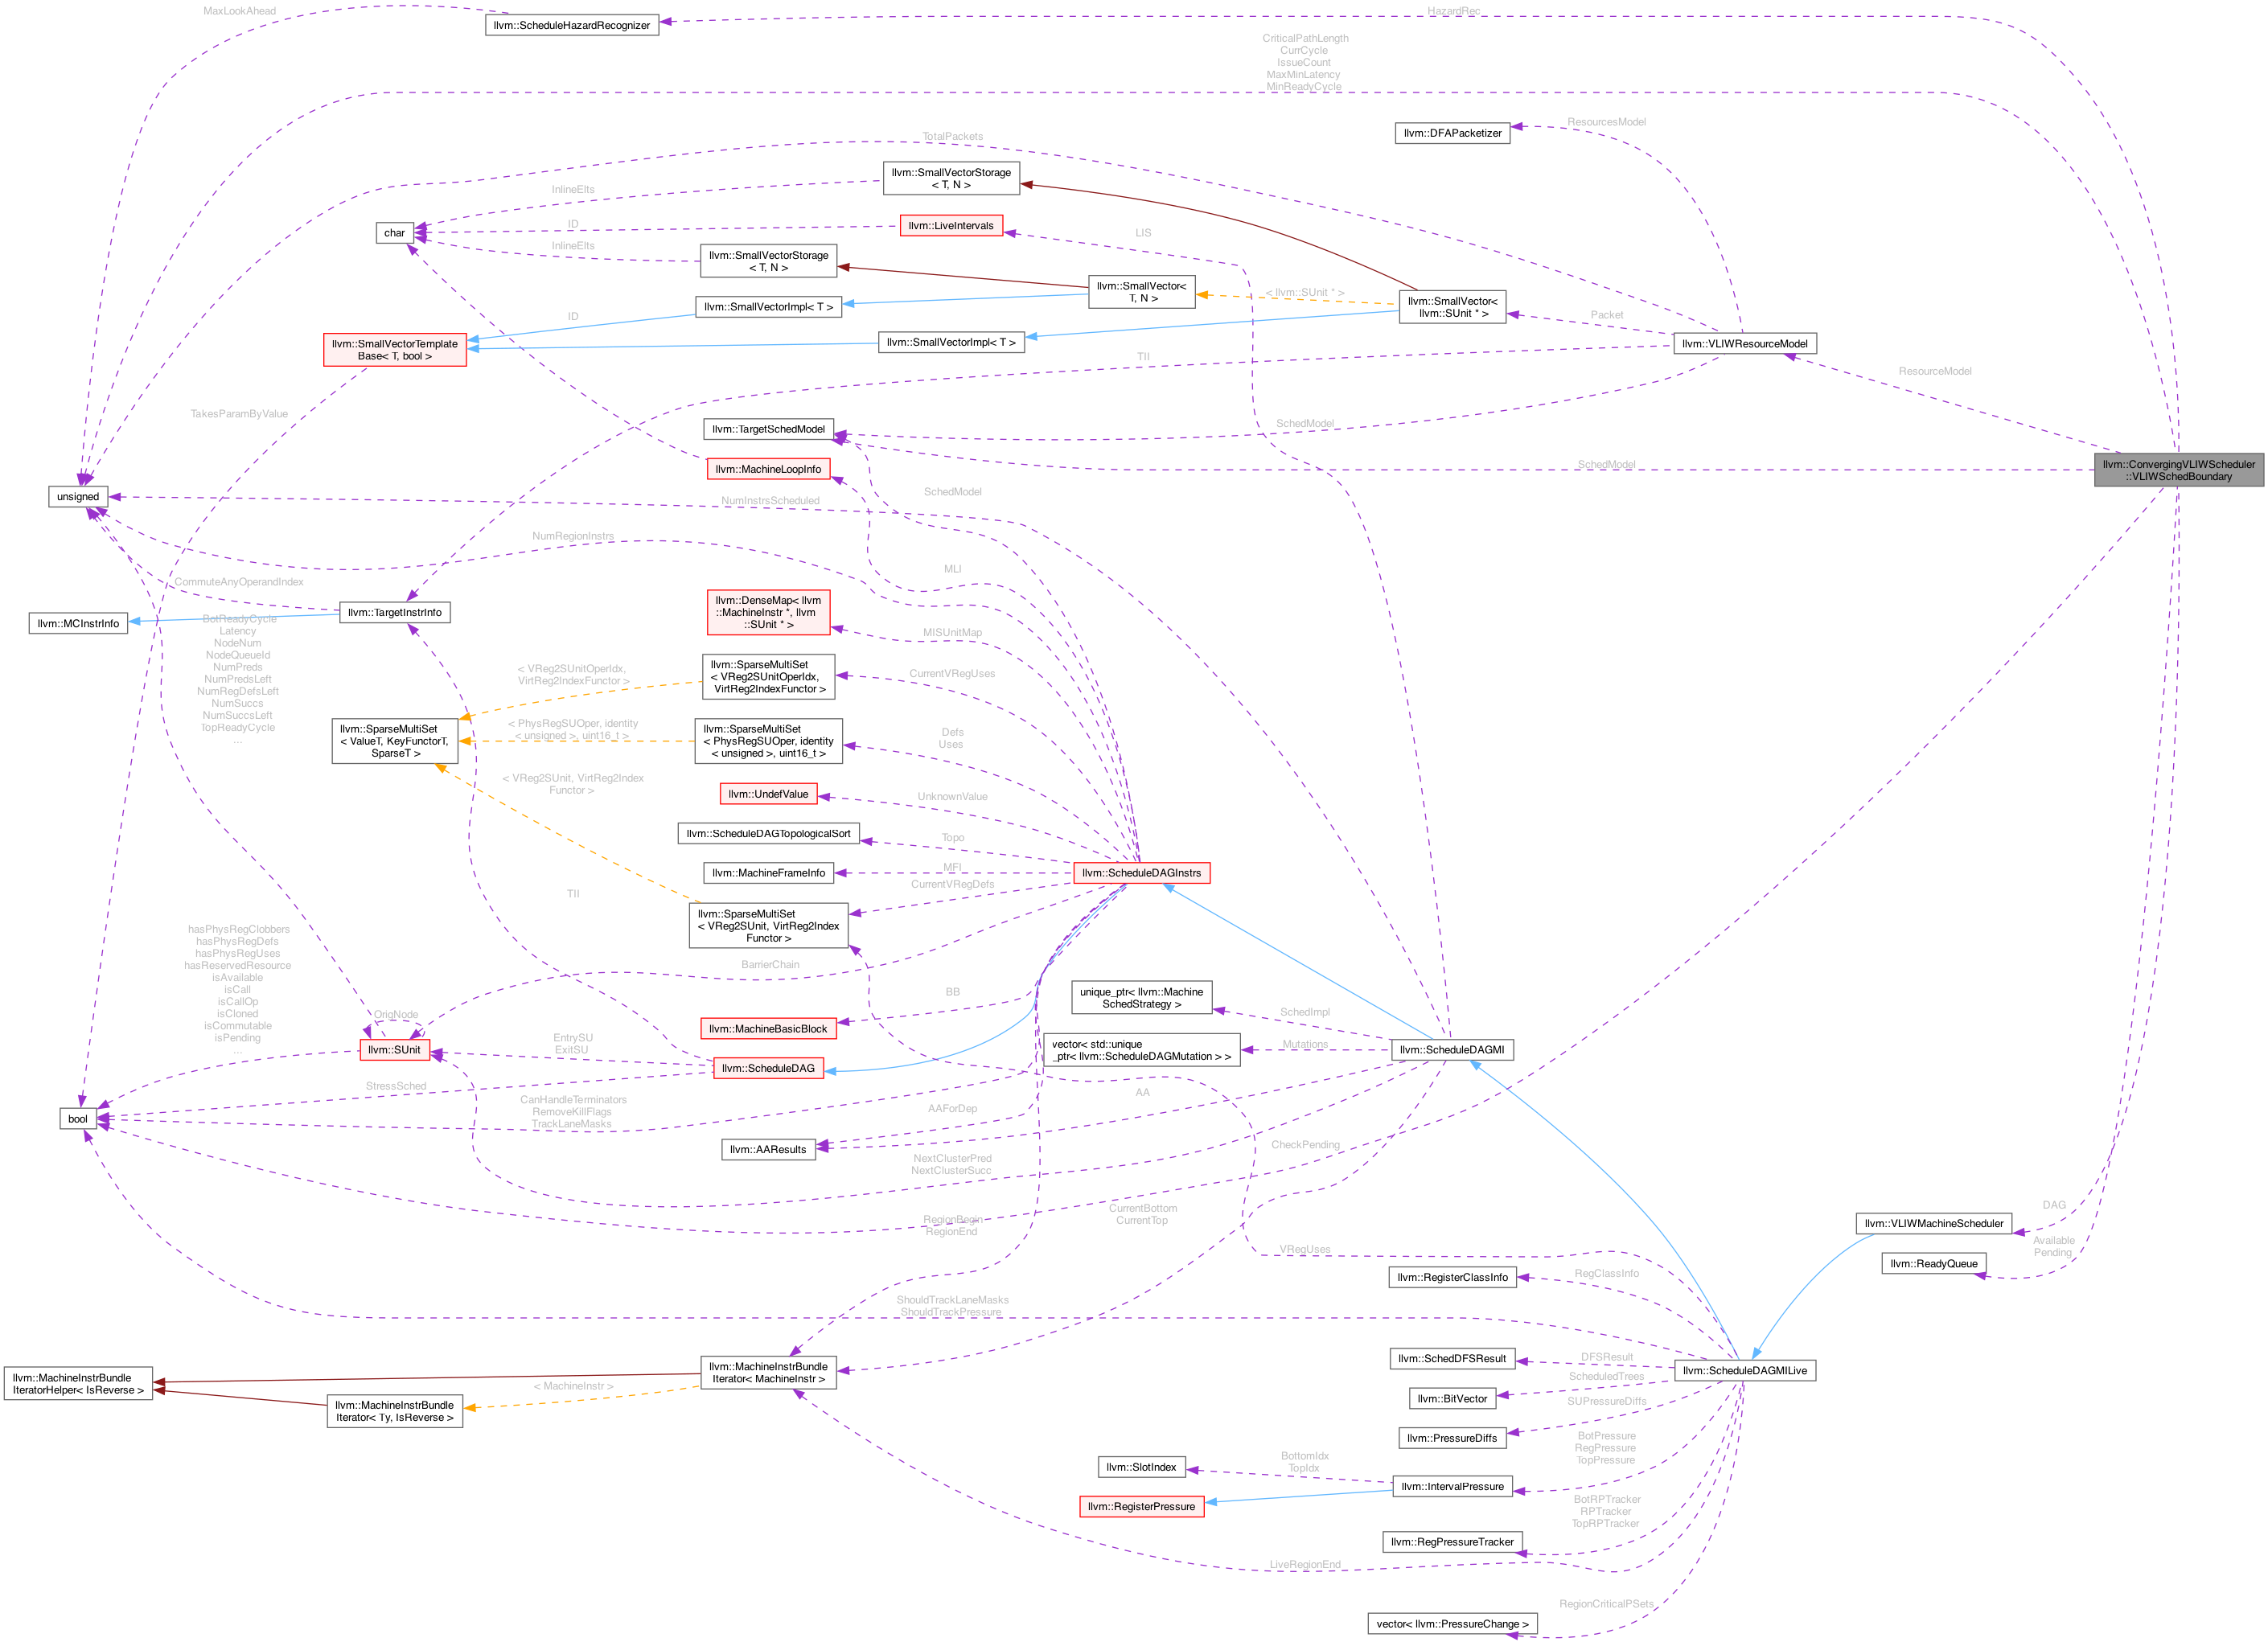 MaxLookAhead
llvm::ScheduleHazardRecognizer
HazardRec
CriticalPathLength
CurrCycle
IssueCount
MaxMinLatency
MinReadyCycle
TotalPackets
llvm::DFAPacketizer
ResourcesModel
llvm::SmallVectorStorage
< T, N >
InlineElts
char
ID
llvm::LiveIntervals
LIS
InlineElts
llvm::SmallVectorStorage
< T, N >
llvm::SmallVector<
T, N >
< llvm::SUnit * >
llvm::SmallVector<
llvm::SUnit * >
Packet
llvm::SmallVectorImpl< T >
ID
llvm::SmallVectorTemplate
Base< T, bool >
llvm::SmallVectorImpl< T >
llvm::VLIWResourceModel
TII
ResourceModel
TakesParamByValue
llvm::TargetSchedModel
SchedModel
llvm::MachineLoopInfo
SchedModel
llvm::ConvergingVLIWScheduler
::VLIWSchedBoundary
unsigned
NumInstrsScheduled
SchedModel
NumRegionInstrs
MLI
CommuteAnyOperandIndex
llvm::TargetInstrInfo
llvm::MCInstrInfo
llvm::DenseMap< llvm
::MachineInstr *, llvm
::SUnit * >
MISUnitMap
BotReadyCycle
Latency
NodeNum
NodeQueueId
NumPreds
NumPredsLeft
NumRegDefsLeft
NumSuccs
NumSuccsLeft
TopReadyCycle
...
< VReg2SUnitOperIdx,
VirtReg2IndexFunctor >
llvm::SparseMultiSet
< VReg2SUnitOperIdx,
VirtReg2IndexFunctor >
CurrentVRegUses
llvm::SparseMultiSet
< ValueT, KeyFunctorT,
SparseT >
< PhysRegSUOper, identity
< unsigned >, uint16_t >
llvm::SparseMultiSet
< PhysRegSUOper, identity
< unsigned >, uint16_t >
Defs
Uses
< VReg2SUnit, VirtReg2Index
Functor >
llvm::UndefValue
UnknownValue
llvm::ScheduleDAGTopologicalSort
Topo
llvm::MachineFrameInfo
MFI
llvm::ScheduleDAGInstrs
TII
CurrentVRegDefs
llvm::SparseMultiSet
< VReg2SUnit, VirtReg2Index
Functor >
hasPhysRegClobbers
hasPhysRegDefs
hasPhysRegUses
hasReservedResource
isAvailable
isCall
isCallOp
isCloned
isCommutable
isPending
...
BarrierChain
BB
unique_ptr< llvm::Machine
SchedStrategy >
SchedImpl
OrigNode
llvm::MachineBasicBlock
llvm::SUnit
EntrySU
ExitSU
vector< std::unique
_ptr< llvm::ScheduleDAGMutation > >
Mutations
llvm::ScheduleDAGMI
llvm::ScheduleDAG
StressSched
AA
CanHandleTerminators
RemoveKillFlags
TrackLaneMasks
AAForDep
bool
llvm::AAResults
CheckPending
NextClusterPred
NextClusterSucc
DAG
CurrentBottom
CurrentTop
RegionBegin
RegionEnd
llvm::VLIWMachineScheduler
Available
Pending
VRegUses
llvm::ReadyQueue
llvm::RegisterClassInfo
RegClassInfo
ShouldTrackLaneMasks
ShouldTrackPressure
llvm::SchedDFSResult
DFSResult
llvm::ScheduleDAGMILive
llvm::MachineInstrBundle
Iterator< MachineInstr >
llvm::MachineInstrBundle
IteratorHelper< IsReverse >
< MachineInstr >
llvm::MachineInstrBundle
Iterator< Ty, IsReverse >
ScheduledTrees
llvm::BitVector
SUPressureDiffs
llvm::PressureDiffs
BotPressure
RegPressure
TopPressure
llvm::SlotIndex
BottomIdx
TopIdx
llvm::IntervalPressure
llvm::RegisterPressure
BotRPTracker
RPTracker
TopRPTracker
llvm::RegPressureTracker
LiveRegionEnd
RegionCriticalPSets
vector< llvm::PressureChange >